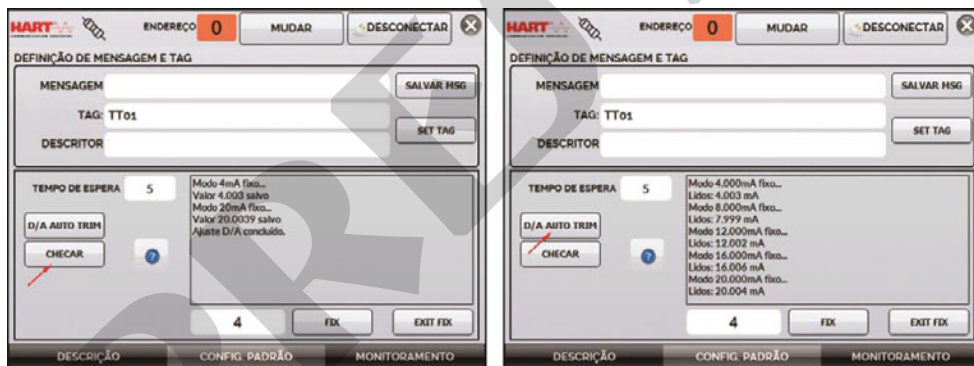 HART
ENDEREÇO 0 MUDAR DESCONECTAR
DEFINIÇÃO DE MENSAGEM E TAG
MENSAGEM SALVAR MSG
TAG: TT01
SET TAG
DESCRITOR
TEMPO DE ESPERA 5
D/A AUTO TRIM
CHECAR
?
Modo 4mA fixo...
Valor 4.003 salvo
Modo 20mA fixo...
Valor 20.0039 salvo
Ajuste D/A concluído.
4 FIX EXIT FIX
DESCRIÇÃO CONFIG. PADRÃO MONITORAMENTO
HART
ENDEREÇO 0 MUDAR DESCONECTAR
DEFINIÇÃO DE MENSAGEM E TAG
MENSAGEM SALVAR MSG
TAG: TT01
SET TAG
DESCRITOR
TEMPO DE ESPERA 5
D/A AUTO TRIM
CHECAR
?
Modo 4.000mA fixo...
Lidos: 4.003 mA
Modo 8.000mA fixo...
Lidos: 7.999 mA
Modo 12.000mA fixo...
Lidos: 12.002 mA
Modo 16.000mA fixo...
Lidos: 16.006 mA
Modo 20.000mA fixo...
Lidos: 20.004 mA
4 FIX EXIT FIX
DESCRIÇÃO CONFIG. PADRÃO MONITORAMENTO